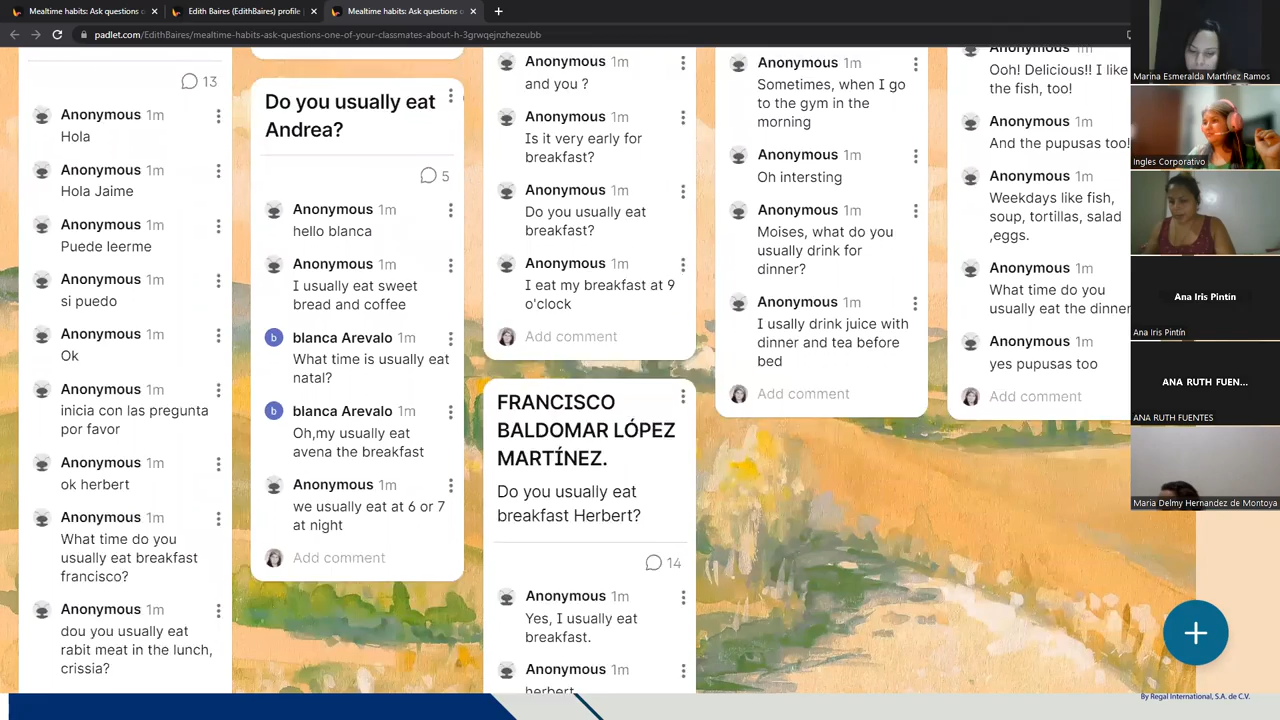 Mealtime habits: Ask questions o
Edith Baires (EdithBaires) profile
Mealtime habits: Ask questions o
padlet.com/EdithBaires/mealtime-habits-ask-questions-one-of-your-classmates-about-h-3grwqejnzhezeubb
13
Anonymous 1m
Hola
Anonymous 1m
Hola Jaime
Anonymous 1m
Puede leerme
Anonymous 1m
si puedo
Anonymous 1m
Ok
Anonymous 1m
inicia con las pregunta
por favor
Anonymous 1m
ok herbert
Anonymous 1m
What time do you
usually eat breakfast
francisco?
Anonymous 1m
dou you usually eat
rabit meat in the lunch,
crissia?
Do you usually eat
Andrea?
5
Anonymous 1m
hello blanca
Anonymous 1m
I usually eat sweet
bread and coffee
b blanca Arevalo 1m
What time is usually eat
natal?
b blanca Arevalo 1m
Oh,my usually eat
avena the breakfast
Anonymous 1m
we usually eat at 6 or 7
at night
Add comment
Anonymous 1m
and you ?
Anonymous 1m
Is it very early for
breakfast?
Anonymous 1m
Do you usually eat
breakfast?
Anonymous 1m
I eat my breakfast at 9
o'clock
Add comment
FRANCISCO
BALDOMAR LÓPEZ
MARTÍNEZ.
Do you usually eat
breakfast Herbert?
14
Anonymous 1m
Yes, I usually eat
breakfast.
Anonymous 1m
herbert
Anonymous 1m
Sometimes, when I go
to the gym in the
morning
Anonymous 1m
Oh intersting
Anonymous 1m
Moises, what do you
usually drink for
dinner?
Anonymous 1m
I usally drink juice with
dinner and tea before
bed
Add comment
Anonymous 1m
Ooh! Delicious!! I like
the fish, too!
Anonymous 1m
And the pupusas too!
Anonymous 1m
Weekdays like fish,
soup, tortillas, salad
,eggs.
Anonymous 1m
What time do you
usually eat the dinner
Anonymous 1m
yes pupusas too
Add comment
Marina Esmeralda Martínez Ramos
Ingles Corporativo
Ana Iris Pintín
Ana Iris Pintín
ANA RUTH FUEN...
ANA RUTH FUENTES
Maria Delmy Hernandez de Montoya
By Regal International, S.A. de C.V.